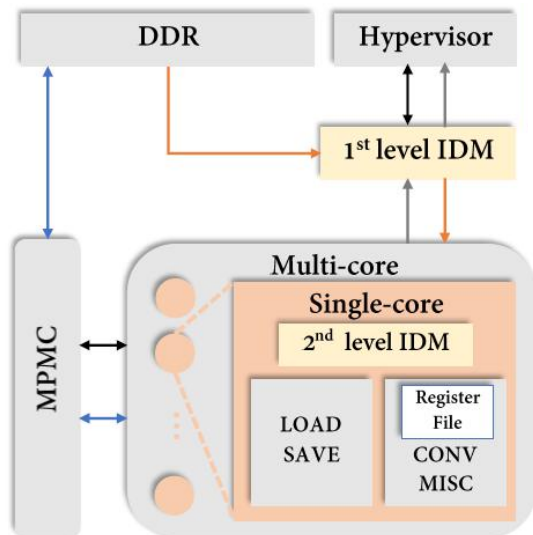 DDR
Hypervisor
1st level IDM
Multi-core
Single-core
2nd level IDM
MPMC
LOAD
SAVE
Register
File
CONV
MISC